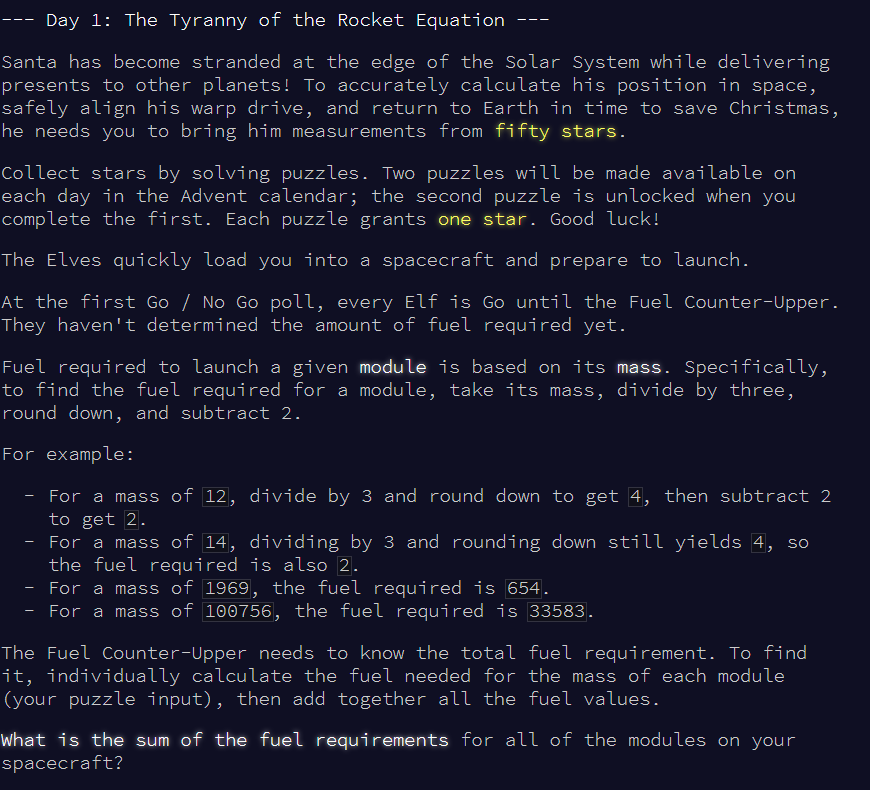 --- Day 1: The Tyranny of the Rocket Equation ---
Santa has become stranded at the edge of the Solar System while delivering
presents to other planets! To accurately calculate his position in space,
safely align his warp drive, and return to Earth in time to save Christmas,
he needs you to bring him measurements from fifty stars.
Collect stars by solving puzzles. Two puzzles will be made available on
each day in the Advent calendar; the second puzzle is unlocked when you
complete the first. Each puzzle grants one star. Good luck!
The Elves quickly load you into a spacecraft and prepare to launch.
At the first Go / No Go poll, every Elf is Go until the Fuel Counter-Upper.
They haven't determined the amount of fuel required yet.
Fuel required to launch a given module is based on its mass. Specifically,
to find the fuel required for a module, take its mass, divide by three,
round down, and subtract 2.
For example:
- For a mass of 12, divide by 3 and round down to get 4, then subtract 2
to get 2.
- For a mass of 14, dividing by 3 and rounding down still yields 4, so
the fuel required is also 2.
- For a mass of 1969, the fuel required is 654.
- For a mass of 100756, the fuel required is 33583.
The Fuel Counter-Upper needs to know the total fuel requirement. To find
it, individually calculate the fuel needed for the mass of each module
(your puzzle input), then add together all the fuel values.
What is the sum of the fuel requirements for all of the modules on your
spacecraft?